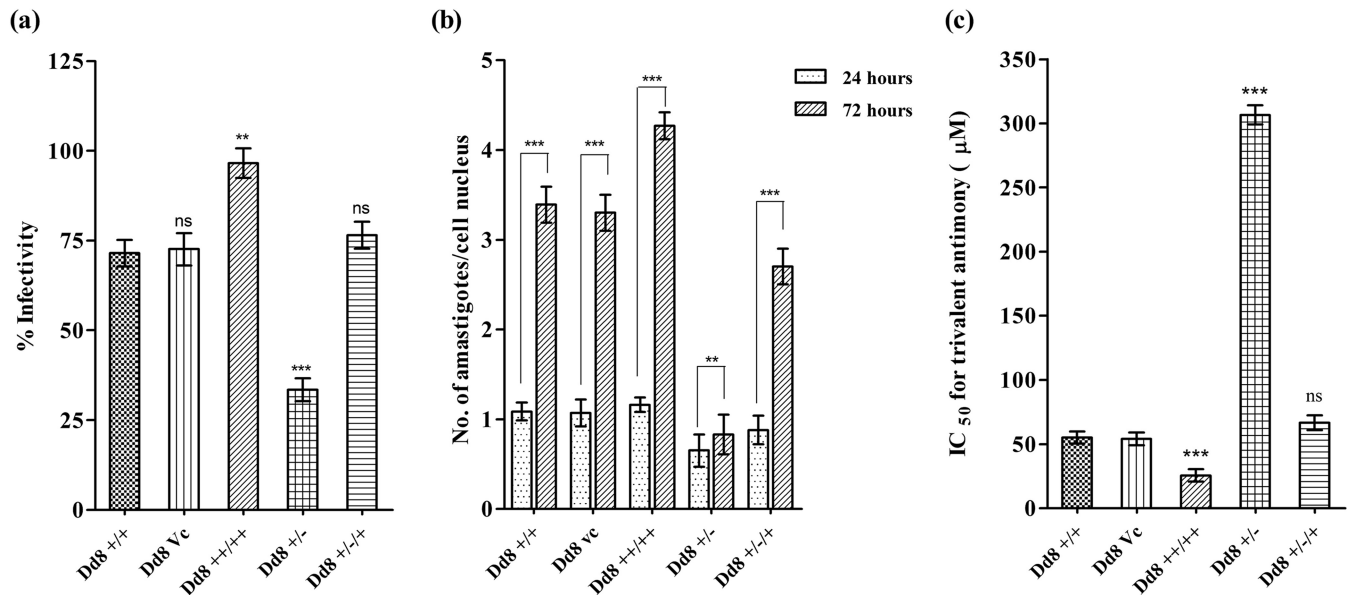 (a)
% Infectivity
125
100
75
50
25
0
ns
**
***
ns
Dd8 +/+
Dd8 Vc
Dd8 ++/++
Dd8 +/-
Dd8 +/-/+
(b)
No. of amastigotes/cell nucleus
5
4
3
2
1
0
***
***
***
**
***
24 hours
72 hours
Dd8 +/+
Dd8 vc
Dd8 ++/++
Dd8 +/-
Dd8 +/-/+
(c)
IC 50 for trivalent antimony ( μM)
350
300
250
200
150
100
50
0
***
***
ns
Dd8 +/+
Dd8 Vc
Dd8 ++/++
Dd8 +/-
Dd8 +/-/+